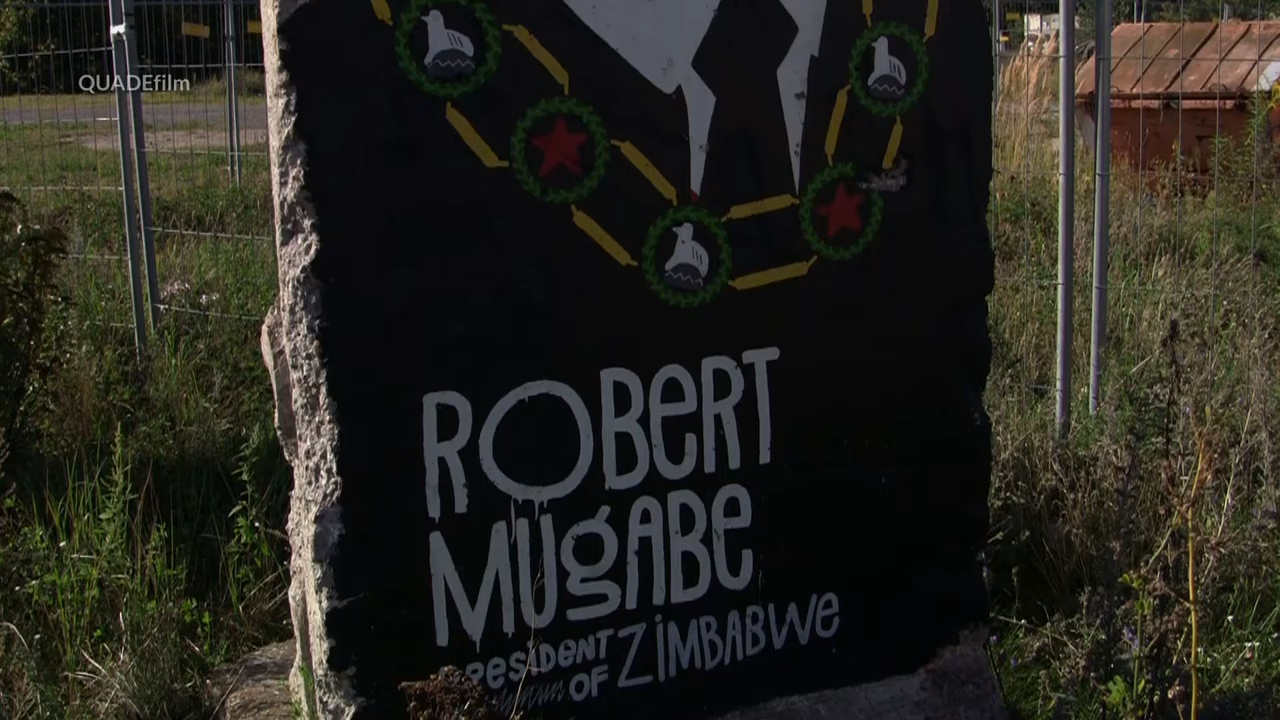 QUADEfilm
ROBERT
MUGABE
PRESIDENT
OF ZIMBABWE